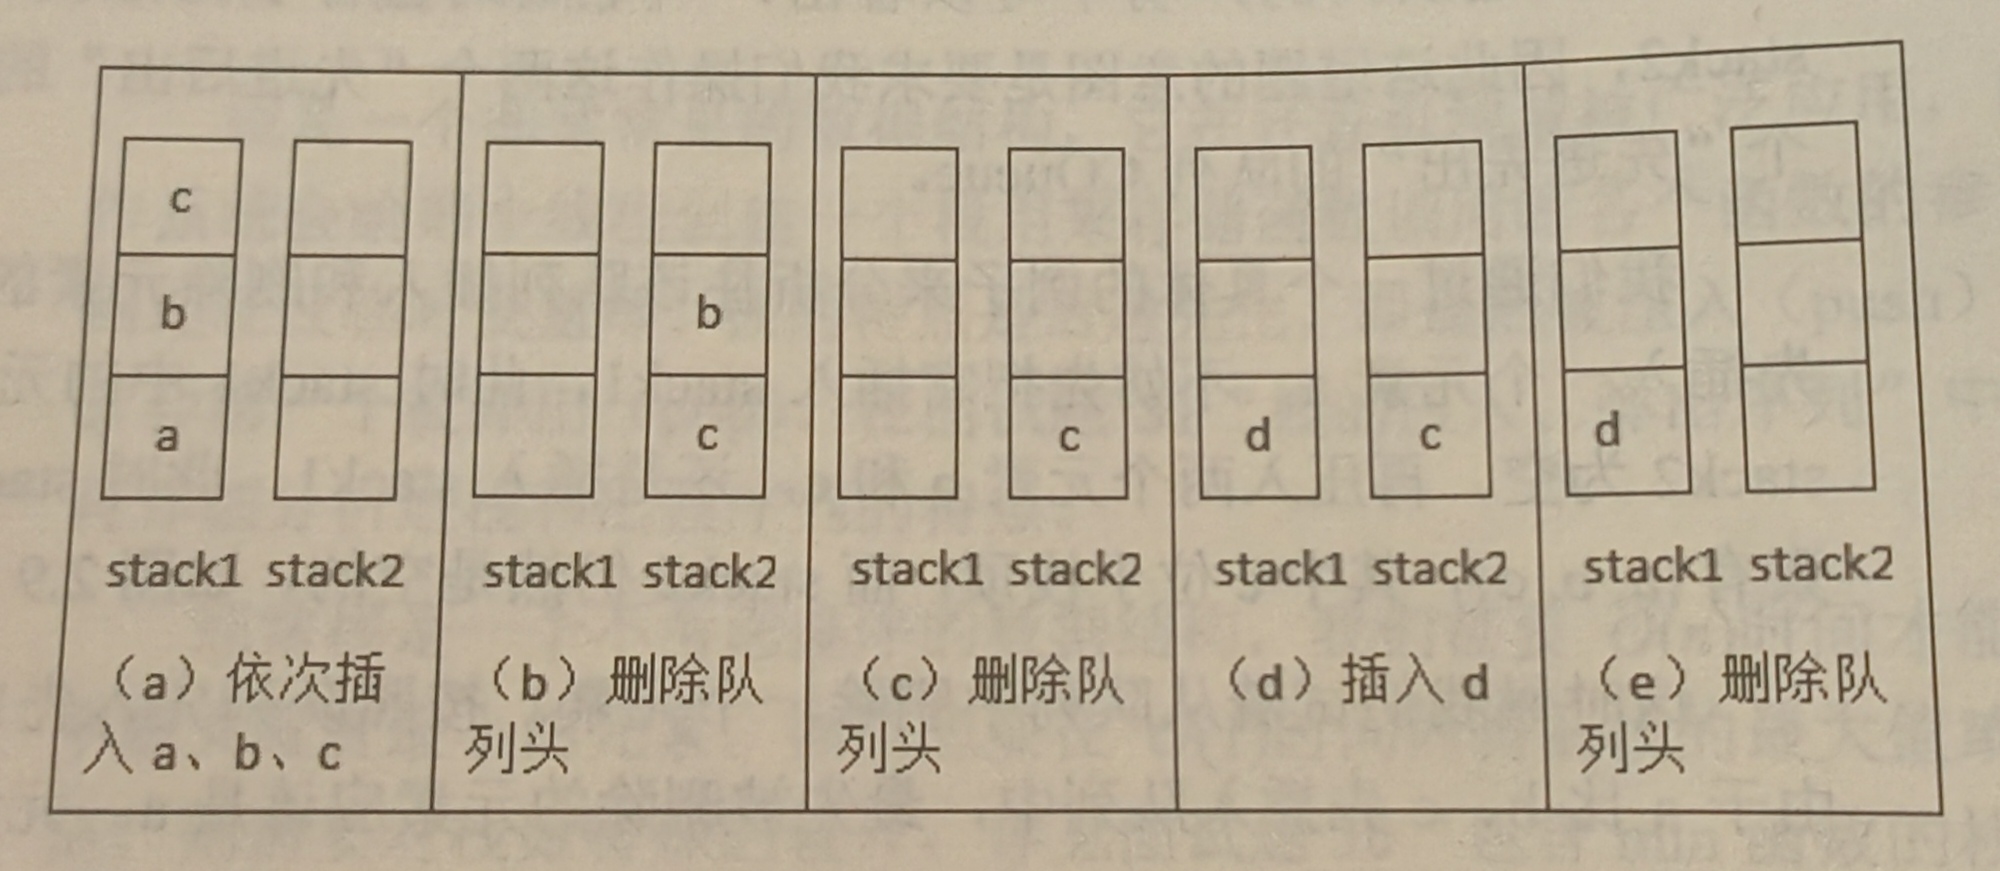 c
b
a
stack1 stack2
（a）依次插
入 a、b、c
b
c
stack1 stack2
（b）删除队
列头
c
stack1 stack2
（c）删除队
列头
d c
stack1 stack2
（d）插入 d
d
stack1 stack2
（e）删除队
列头